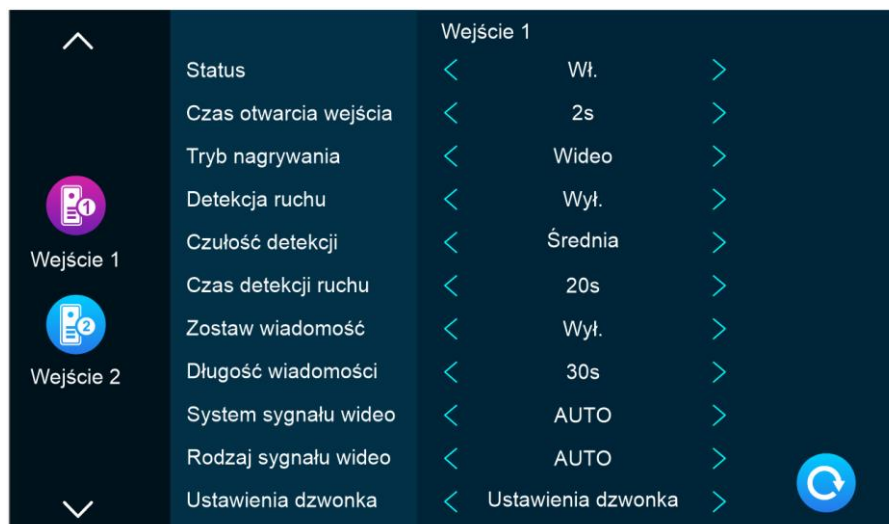 Wejście 1
Status < Wł. >
Czas otwarcia wejścia < 2s >
Tryb nagrywania < Wideo >
Detekcja ruchu < Wył. >
Czułość detekcji < Średnia >
Czas detekcji ruchu < 20s >
Zostaw wiadomość < Wył. >
Długość wiadomości < 30s >
System sygnału wideo < AUTO >
Rodzaj sygnału wideo < AUTO >
Ustawienia dzwonka < Ustawienia dzwonka >
1
Wejście 1
2
Wejście 2